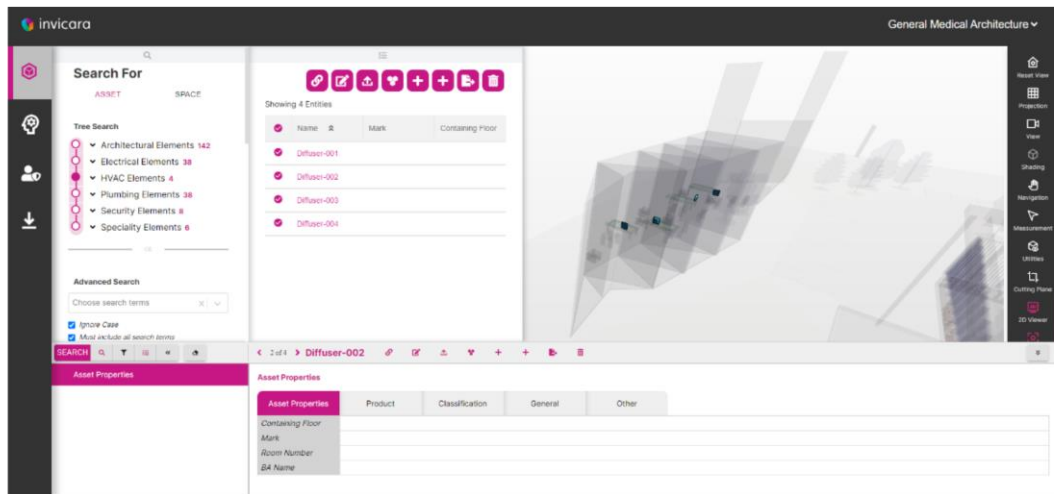 invicara
General Medical Architecture
Search For
ASSET SPACE
Tree Search
Architectural Elements 142
Electrical Elements 38
HVAC Elements 4
Plumbing Elements 38
Security Elements 8
Speciality Elements 6
OR
Advanced Search
Choose search terms
Ignore Case
Must include all search terms
Showing 4 Entities
Name Mark Containing Floor
Diffuser-001
Diffuser-002
Diffuser-003
Diffuser-004
Reset View
Projection
View
Shading
Navigation
Measurement
Utilities
Cutting Plane
2D Viewer
SEARCH
2 of 4 Diffuser-002
Asset Properties
Asset Properties
Asset Properties Product Classification General Other
Containing Floor
Mark
Room Number
BA Name